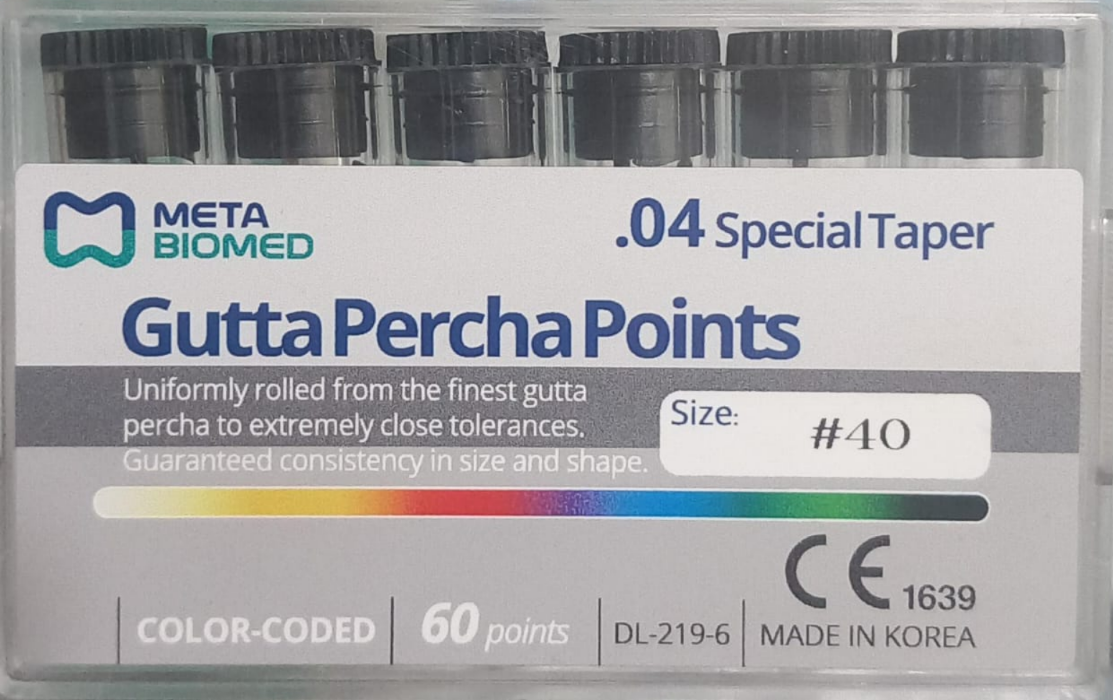 META
BIOMED
.04 Special Taper
Gutta Percha Points
Uniformly rolled from the finest gutta
percha to extremely close tolerances.
Guaranteed consistency in size and shape.
Size: #40
CE 1639
COLOR-CODED
60 points
DL-219-6
MADE IN KOREA